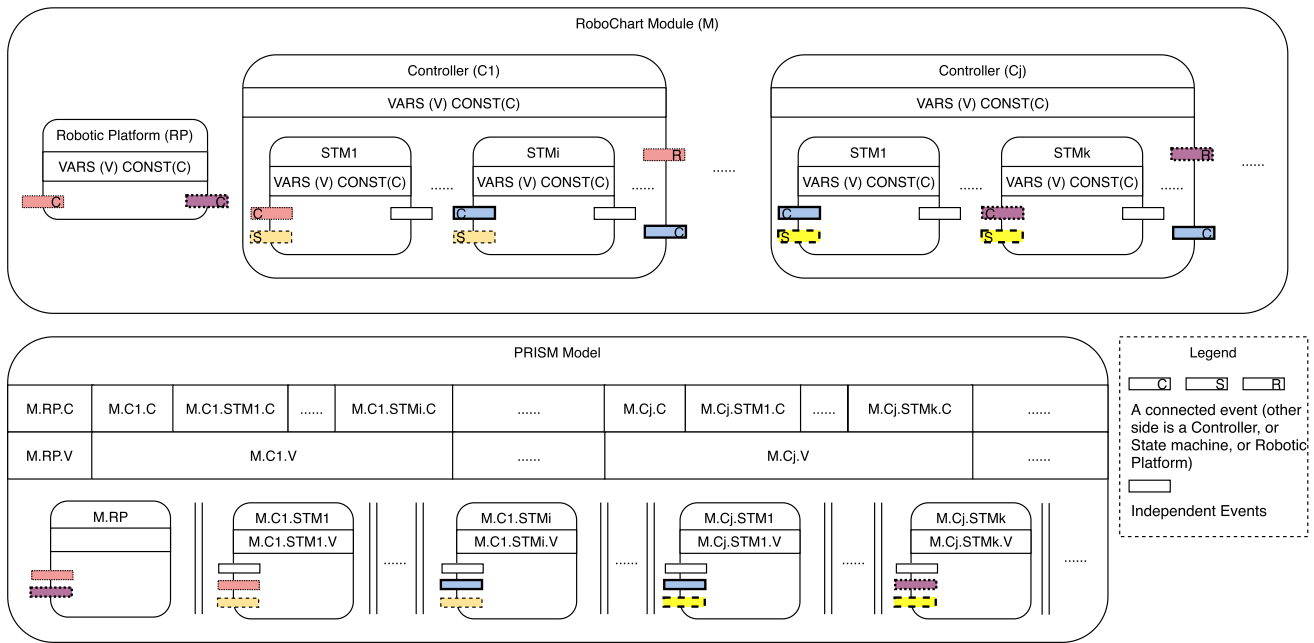 RoboChart Module (M)
Controller (C1)
Controller (Cj)
VARS (V) CONST(C)
VARS (V) CONST(C)
Robotic Platform (RP)
VARS (V) CONST(C)
STM1
STMi
R
STM1
STMk
R
VARS (V) CONST(C)
......
VARS (V) CONST(C)
......
......
VARS (V) CONST(C)
......
VARS (V) CONST(C)
......
......
C
C
C
C
C
C
S
S
C
S
S
C
PRISM Model
M.RP.C
M.C1.C
M.C1.STM1.C
......
M.C1.STMi.C
......
M.Cj.C
M.Cj.STM1.C
......
M.Cj.STMk.C
......
M.RP.V
M.C1.V
......
M.Cj.V
......
M.RP
M.C1.STM1
M.C1.STMi
M.Cj.STM1
M.Cj.STMk
M.C1.STM1.V
M.C1.STMi.V
M.Cj.STM1.V
M.Cj.STMk.V
......
......
......
......
Legend
C
S
R
A connected event (other
side is a Controller, or
State machine, or Robotic
Platform)
Independent Events